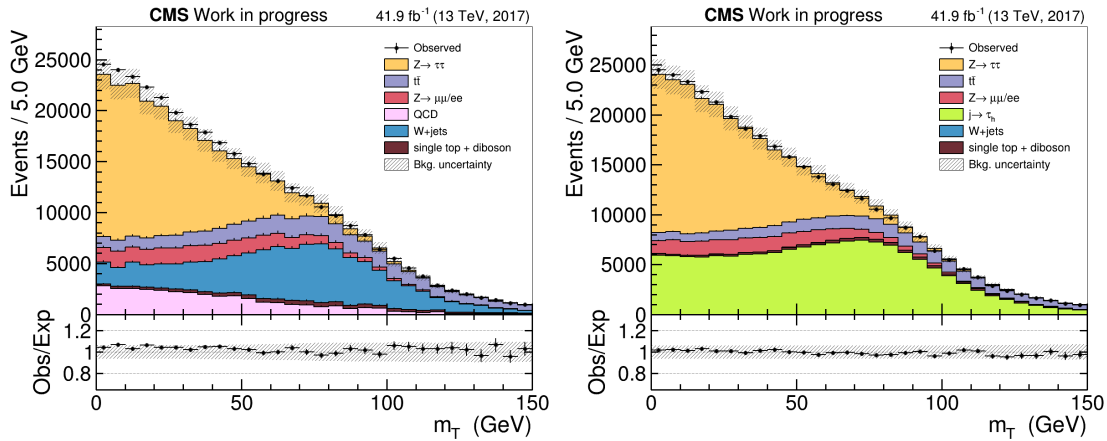 CMS Work in progress
41.9 fb⁻¹ (13 TeV, 2017)
Events / 5.0 GeV
25000
20000
15000
10000
5000
0
Observed
Z→ ττ
tt̄
Z→ μμ/ee
QCD
W+jets
single top + diboson
Bkg. uncertainty
Obs/Exp
1.2
1
0.8
0
50
100
150
m_T (GeV)
CMS Work in progress
41.9 fb⁻¹ (13 TeV, 2017)
Events / 5.0 GeV
25000
20000
15000
10000
5000
0
Observed
Z→ ττ
tt̄
Z→ μμ/ee
j→ τ_h
W+jets
single top + diboson
Bkg. uncertainty
Obs/Exp
1.2
1
0.8
0
50
100
150
m_T (GeV)